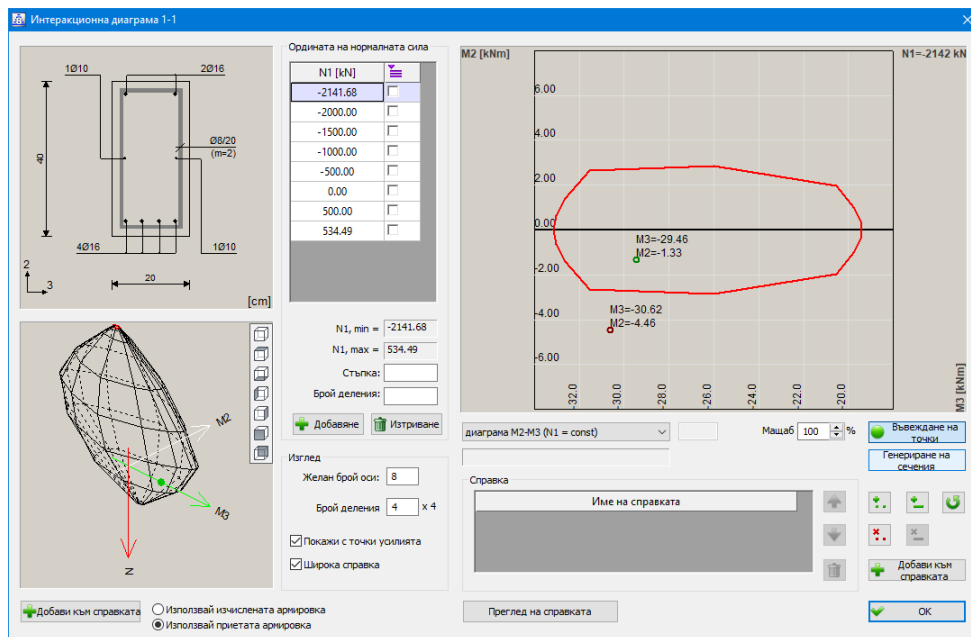 Интеракционна диаграма 1-1
1Ø10
2Ø16
Ø8/20
(m=2)
40
4Ø16
1Ø10
20
2
3
[cm]
Ордината на нормалната сила
N1 [kN]
-2141.68
-2000.00
-1500.00
-1000.00
-500.00
0.00
500.00
534.49
N1, min = -2141.68
N1, max = 534.49
Стъпка:
Брой деления:
Добавяне
Изтриване
M2
M3
Z
Изглед
Желан брой оси: 8
Брой деления 4 x 4
Покажи с точки усилията
Широка справка
M2 [kNm]
N1=-2142 kN
6.00
4.00
2.00
0.00
-2.00
-4.00
-6.00
M3=-29.46
M2=-1.33
M3=-30.62
M2=-4.46
-32.0
-30.0
-28.0
-26.0
-24.0
-22.0
-20.0
M3 [kNm]
диаграма M2-M3 (N1 = const)
Мащаб 100 %
Въвеждане на
точки
Генериране на
сечения
Справка
Име на справката
Добави към
справката
Добави към справката
Използвай изчислената армировка
Използвай приетата армировка
Преглед на справката
OK